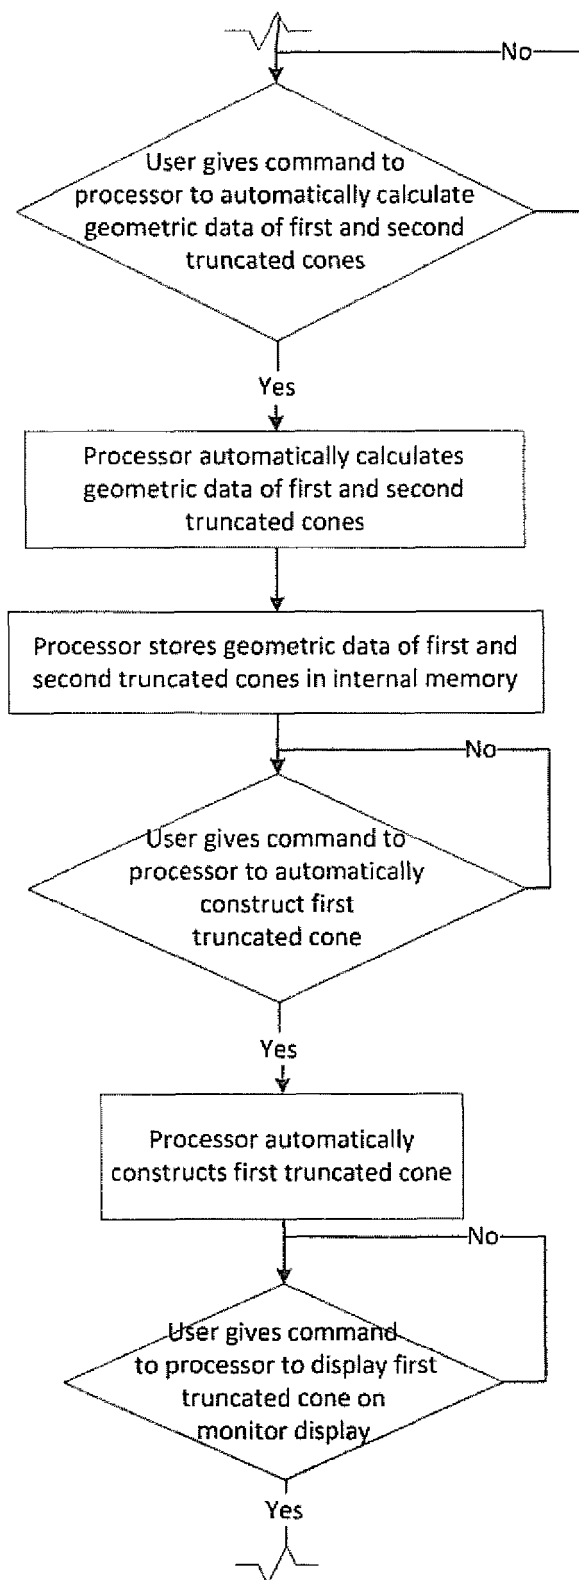 No
User gives command to
processor to automatically calculate
geometric data of first and second
truncated cones
Yes
Processor automatically calculates
geometric data of first and second
truncated cones
Processor stores geometric data of first and
second truncated cones in internal memory
No
User gives command to
processor to automatically
construct first
truncated cone
Yes
Processor automatically
constructs first truncated cone
No
User gives command
to processor to display first
truncated cone on
monitor display
Yes